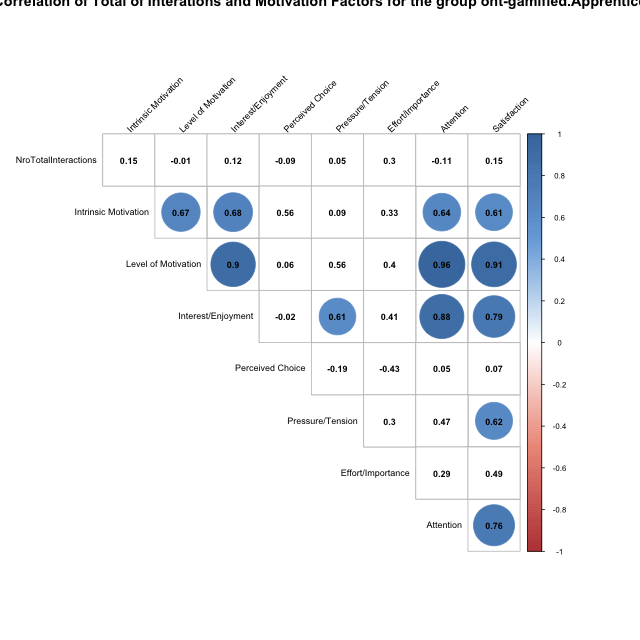 Correlation of Total of Interations and Motivation Factors for the group ont-gamified.Apprentice
Intrinsic Motivation
Level of Motivation
Interest/Enjoyment
Perceived Choice
Pressure/Tension
Effort/Importance
Attention
Satisfaction
NroTotalInteractions 0.15 -0.01 0.12 -0.09 0.05 0.3 -0.11 0.15
Intrinsic Motivation 0.67 0.68 0.56 0.09 0.33 0.64 0.61
Level of Motivation 0.9 0.06 0.56 0.4 0.96 0.91
Interest/Enjoyment -0.02 0.61 0.41 0.88 0.79
Perceived Choice -0.19 -0.43 0.05 0.07
Pressure/Tension 0.3 0.47 0.62
Effort/Importance 0.29 0.49
Attention 0.76
1
0.8
0.6
0.4
0.2
0
-0.2
-0.4
-0.6
-0.8
-1